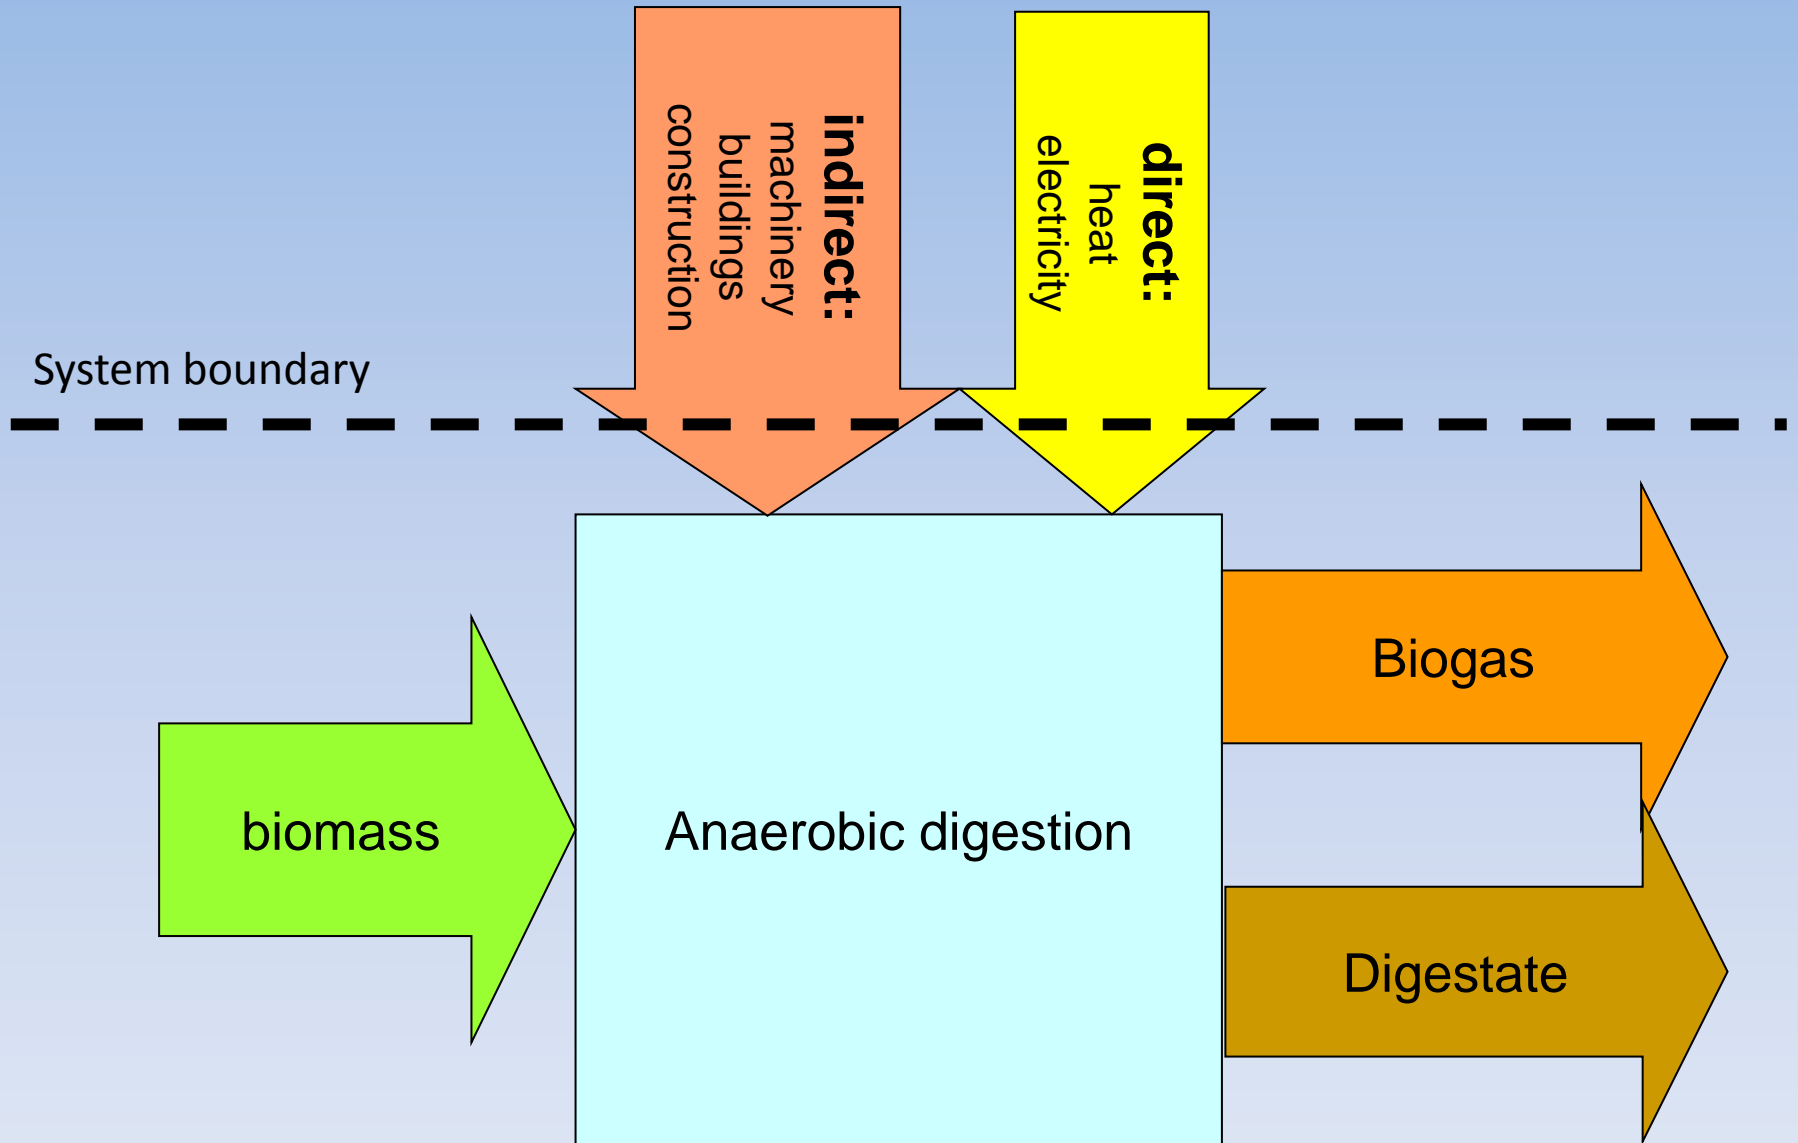 indirect:
machinery
buildings
construction
direct:
heat
electricity
System boundary
Biogas
biomass
Anaerobic digestion
Digestate